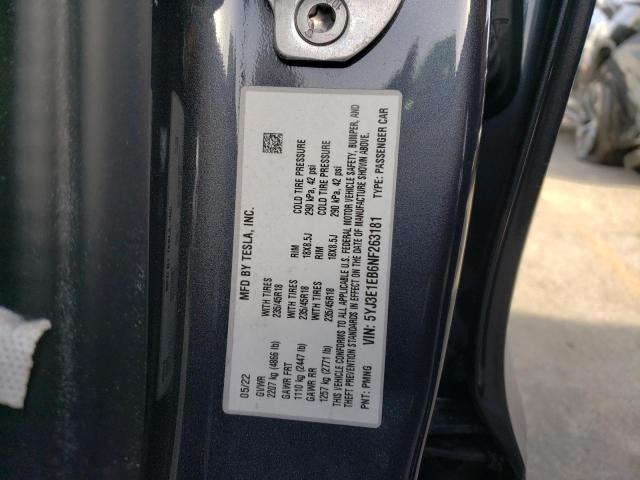 MFD BY TESLA, INC.
05/22
GVWR
2207 kg (4866 lb)
GAWR FRT WITH TIRES RIM COLD TIRE PRESSURE
1110 kg (2447 lb) 235/45R18 18X8.5J 290 kPa, 42 psi
GAWR RR WITH TIRES RIM COLD TIRE PRESSURE
1257 kg (2771 lb) 235/45R18 18X8.5J 290 kPa, 42 psi
THIS VEHICLE CONFORMS TO ALL APPLICABLE U.S. FEDERAL MOTOR VEHICLE SAFETY, BUMPER, AND
THEFT PREVENTION STANDARDS IN EFFECT ON THE DATE OF MANUFACTURE SHOWN ABOVE.
VIN: 5YJ3E1EB6NF263181
PNT: PMNG TYPE: PASSENGER CAR